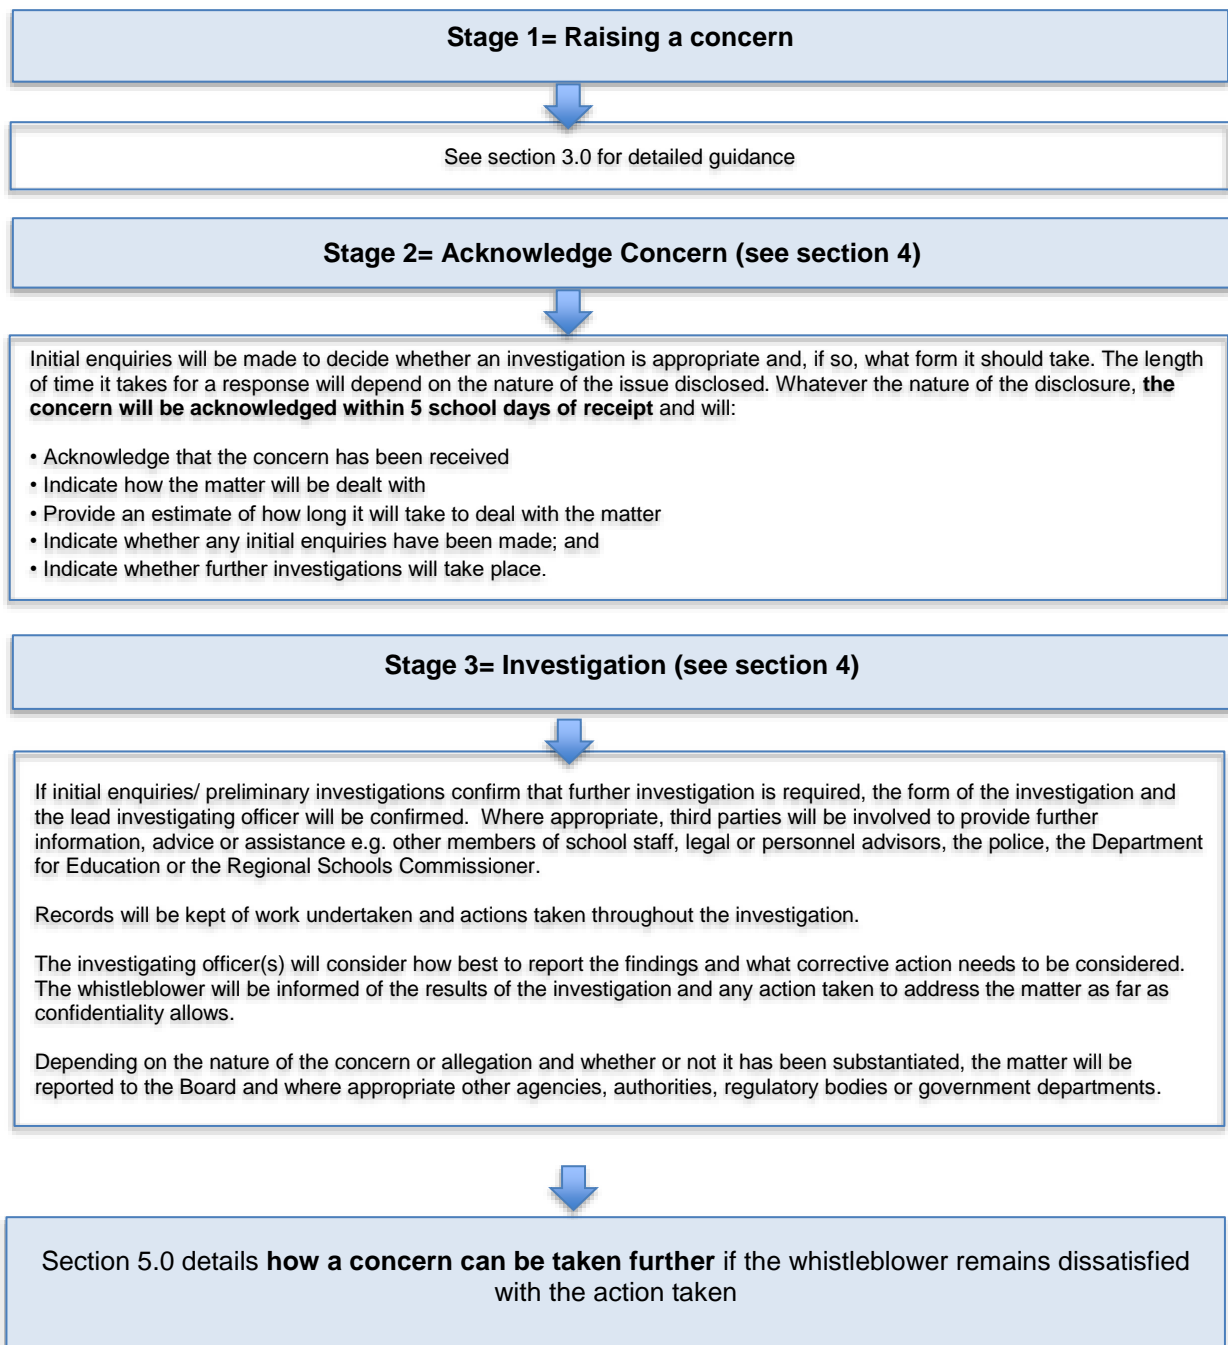 Stage 1= Raising a concern
See section 3.0 for detailed guidance
Stage 2= Acknowledge Concern (see section 4)
Initial enquiries will be made to decide whether an investigation is appropriate and, if so, what form it should take. The length
of time it takes for a response will depend on the nature of the issue disclosed. Whatever the nature of the disclosure, the
concern will be acknowledged within 5 school days of receipt and will:
• Acknowledge that the concern has been received
• Indicate how the matter will be dealt with
• Provide an estimate of how long it will take to deal with the matter
• Indicate whether any initial enquiries have been made; and
• Indicate whether further investigations will take place.
Stage 3= Investigation (see section 4)
If initial enquiries/ preliminary investigations confirm that further investigation is required, the form of the investigation and
the lead investigating officer will be confirmed.  Where appropriate, third parties will be involved to provide further
information, advice or assistance e.g. other members of school staff, legal or personnel advisors, the police, the Department
for Education or the Regional Schools Commissioner.
Records will be kept of work undertaken and actions taken throughout the investigation.
The investigating officer(s) will consider how best to report the findings and what corrective action needs to be considered.
The whistleblower will be informed of the results of the investigation and any action taken to address the matter as far as
confidentiality allows.
Depending on the nature of the concern or allegation and whether or not it has been substantiated, the matter will be
reported to the Board and where appropriate other agencies, authorities, regulatory bodies or government departments.
Section 5.0 details how a concern can be taken further if the whistleblower remains dissatisfied
with the action taken